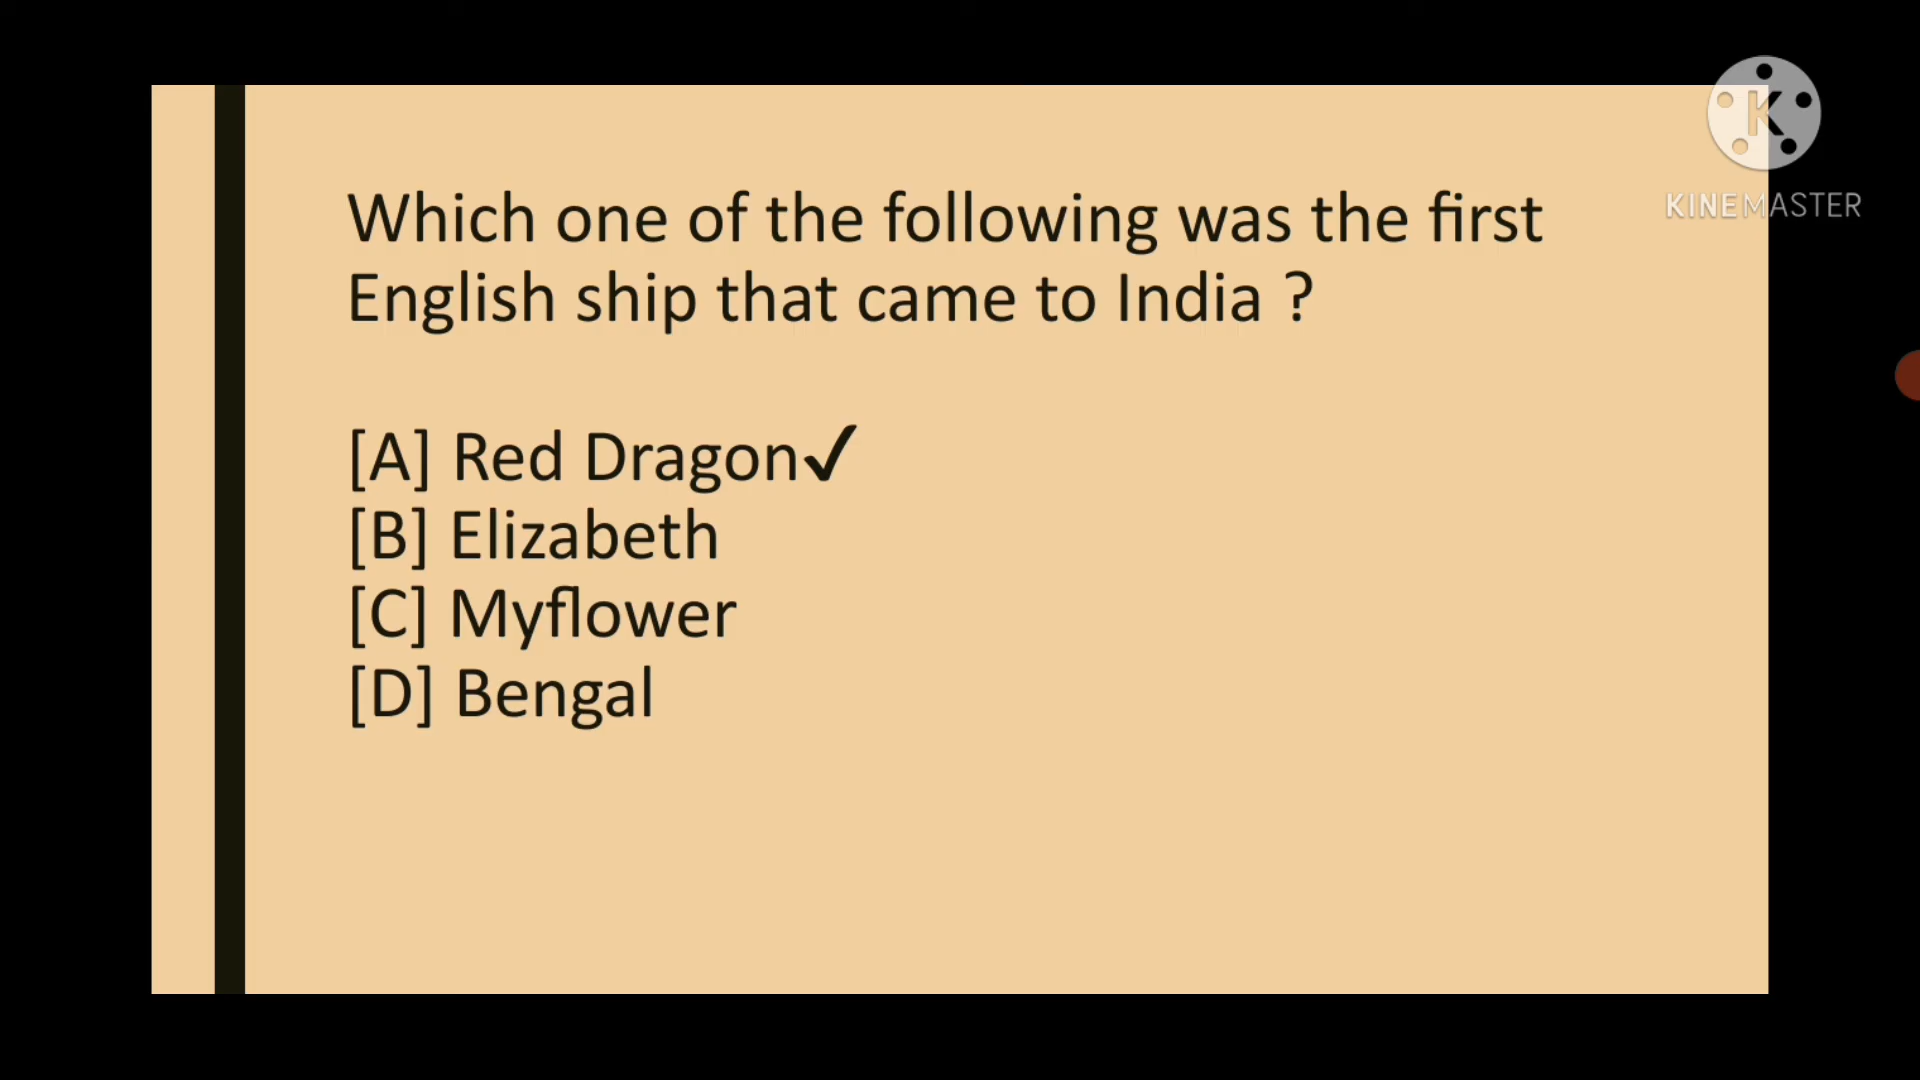 Which one of the following was the first
English ship that came to India ?
[A] Red Dragon✓
[B] Elizabeth
[C] Myflower
[D] Bengal
K
KINEMASTER